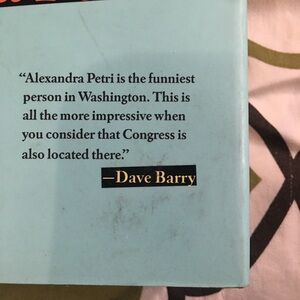 “Alexandra Petri is the funniest
person in Washington. This is
all the more impressive when
you consider that Congress is
also located there.”
—Dave Barry